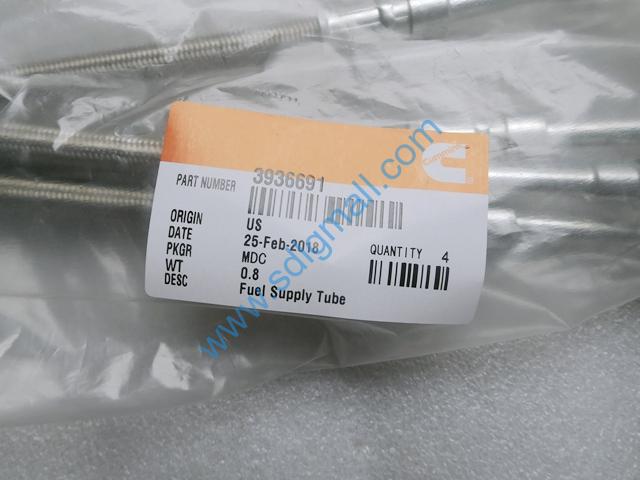 PART NUMBER 3936691
ORIGIN US
DATE 25-Feb-2018
PKGR MDC
WT 0.8
DESC Fuel Supply Tube
QUANTITY 4
www.sdigmall.com